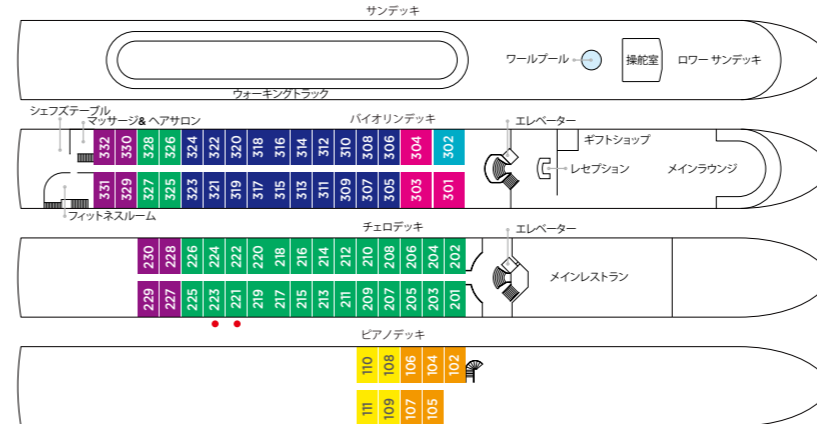 サンデッキ
ワールプール
操舵室
ロワー サンデッキ
ウォーキングトラック
シェフズテーブル
マッサージ& ヘアサロン
バイオリンデッキ
エレベーター
ギフトショップ
332 330 328 326 324 322 320 318 316 314 312 310 308 306 304 302
レセプション
メインラウンジ
331 329 327 325 323 321 319 317 315 313 311 309 307 305 303 301
フィットネスルーム
チェロデッキ
エレベーター
230 228 226 224 222 220 218 216 214 212 210 208 206 204 202
メインレストラン
229 227 225 223 221 219 217 215 213 211 209 207 205 203 201
ピアノデッキ
110 108 106 104 102
111 109 107 105